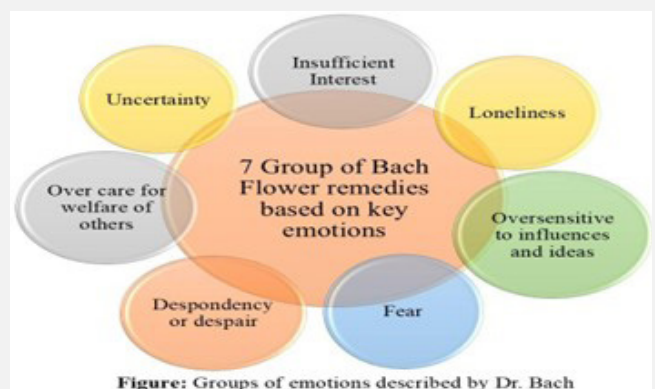 Insufficient
Interest
Uncertainty
Loneliness
7 Group of Bach
Flower remedies
based on key
emotions
Over care for
welfare of
others
Oversensitive
to influences
and ideas
Despondency
or despair
Fear
Figure: Groups of emotions described by Dr. Bach